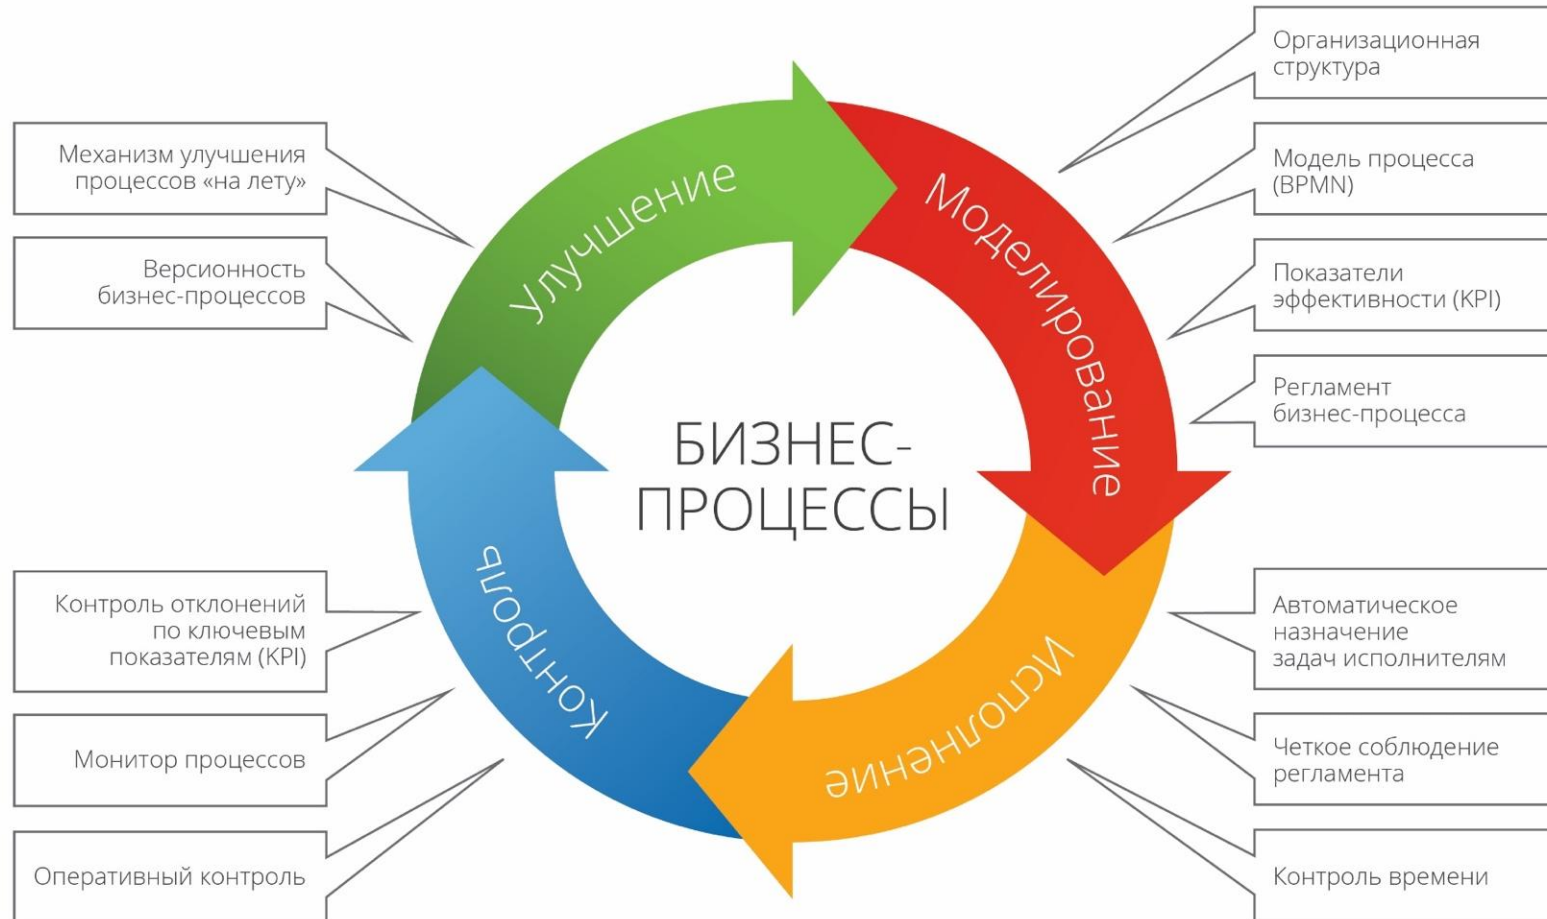 Организационная
структура
Модель процесса
(BPMN)
Показатели
эффективности (KPI)
Регламент
бизнес-процесса
Автоматическое
назначение
задач исполнителям
Четкое соблюдение
регламента
Контроль времени
Механизм улучшения
процессов «на лету»
Версионность
бизнес-процессов
Контроль отклонений
по ключевым
показателям (KPI)
Монитор процессов
Оперативный контроль
Улучшение
Моделирование
Исполнение
Контроль
БИЗНЕС-
ПРОЦЕССЫ